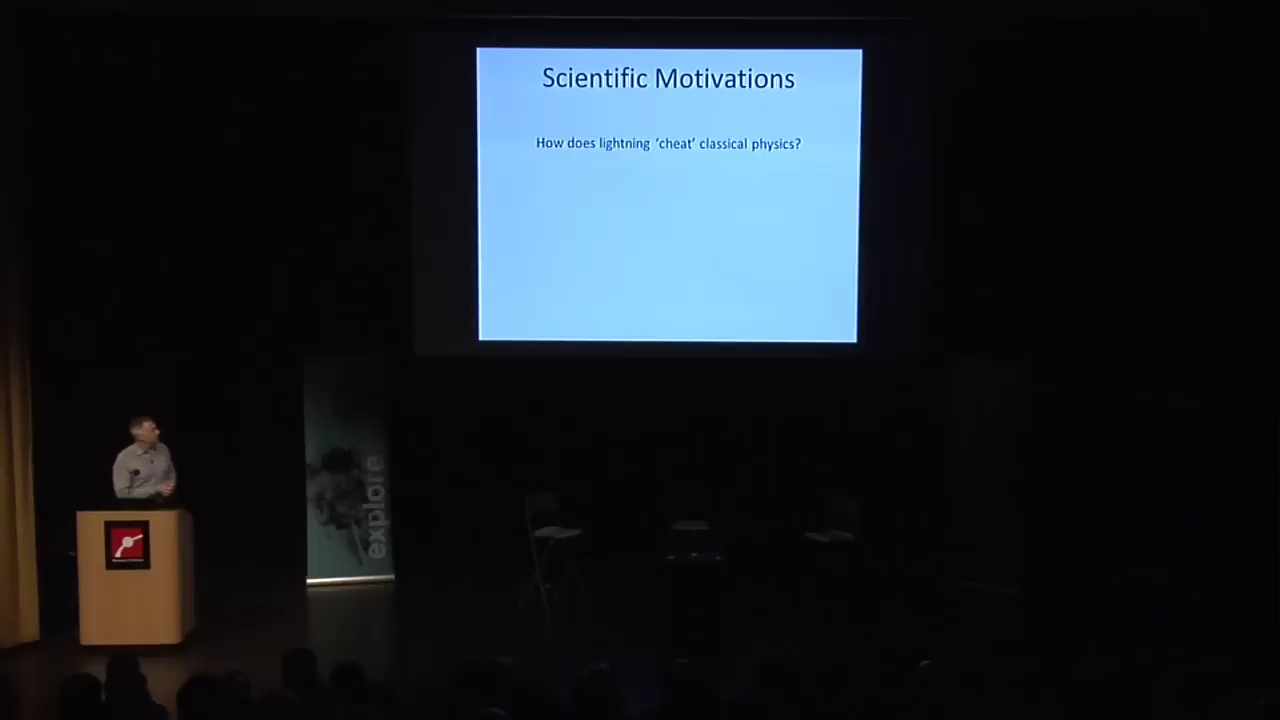 Scientific Motivations
How does lightning ‘cheat’ classical physics?
explore